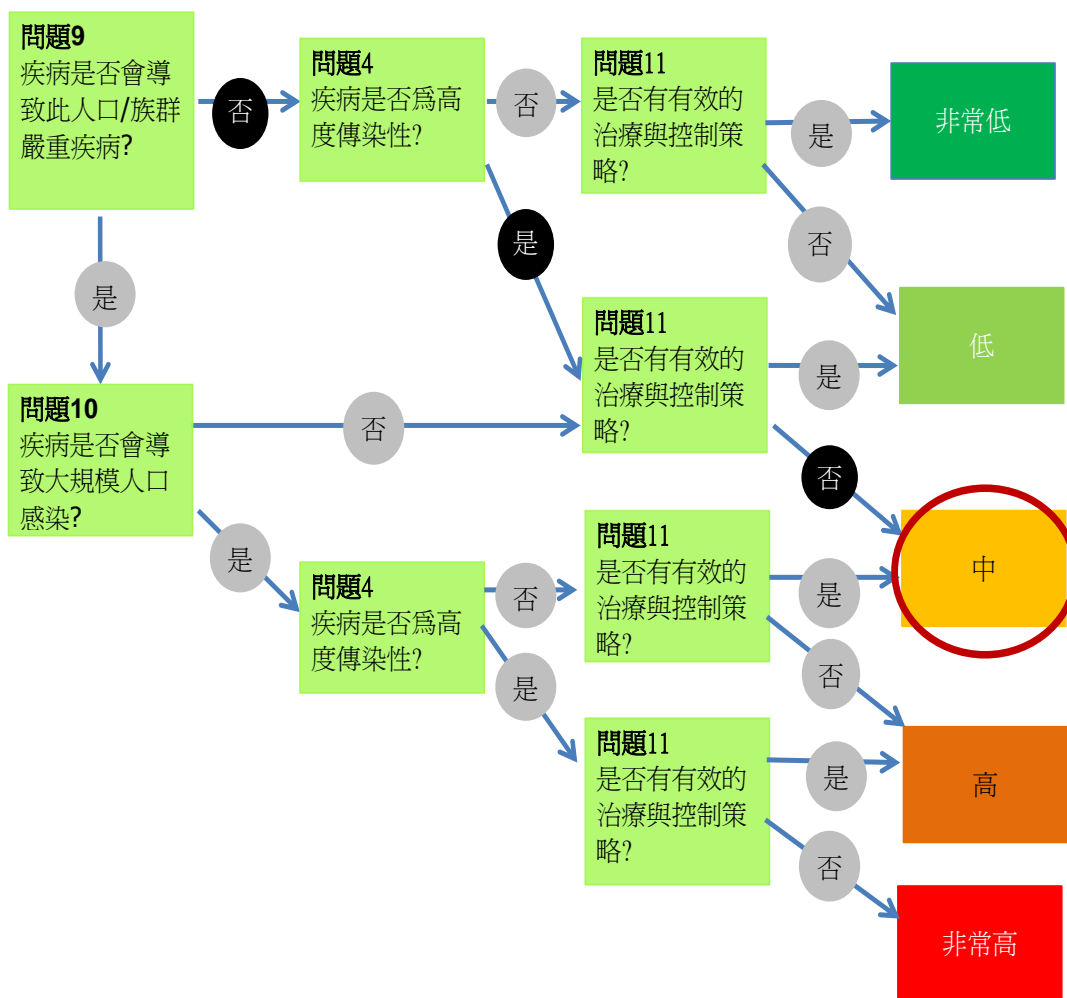 問題9
疾病是否會導
致此人口/族群
嚴重疾病?
否
問題4
疾病是否爲高
度傳染性?
否
問題11
是否有有效的
治療與控制策
略?
是
非常低
是
否
是
問題11
是否有有效的
治療與控制策
略?
是
低
問題10
疾病是否會導
致大規模人口
感染?
否
否
是
問題4
疾病是否爲高
度傳染性?
否
問題11
是否有有效的
治療與控制策
略?
是
中
是
否
問題11
是否有有效的
治療與控制策
略?
是
高
否
非常高